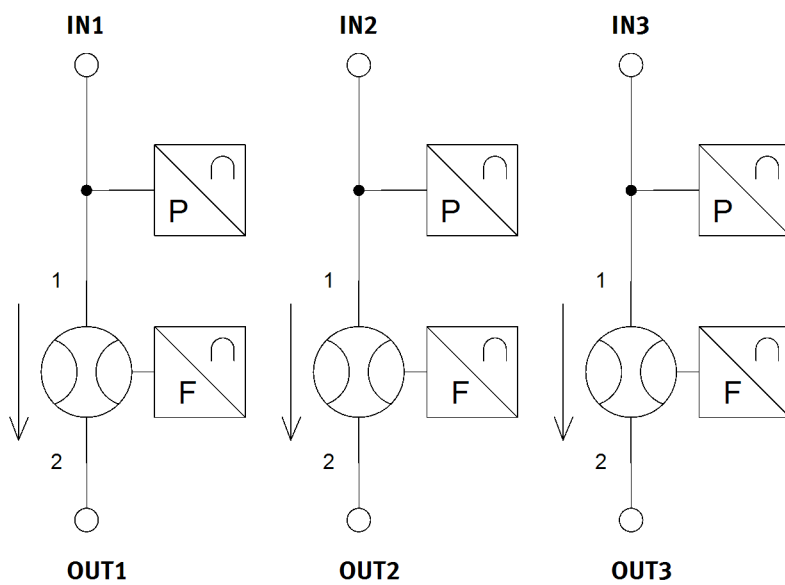 IN1 IN2 IN3
P P P
1 1 1
F F F
2 2 2
OUT1 OUT2 OUT3